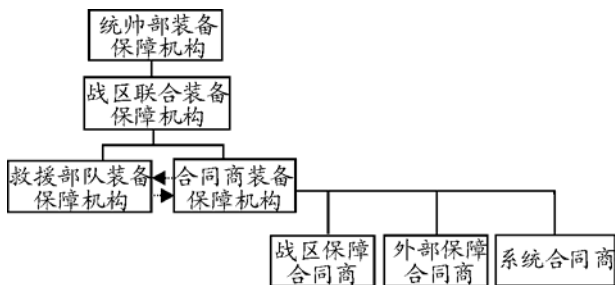 统帅部装备
保障机构
战区联合装备
保障机构
救援部队装备
保障机构
合同商装备
保障机构
战区保障
合同商
外部保障
合同商
系统合同商